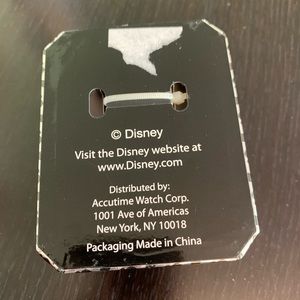 © Disney
Visit the Disney website at
www.Disney.com
Distributed by:
Accutime Watch Corp.
1001 Ave of Americas
New York, NY 10018
Packaging Made in China